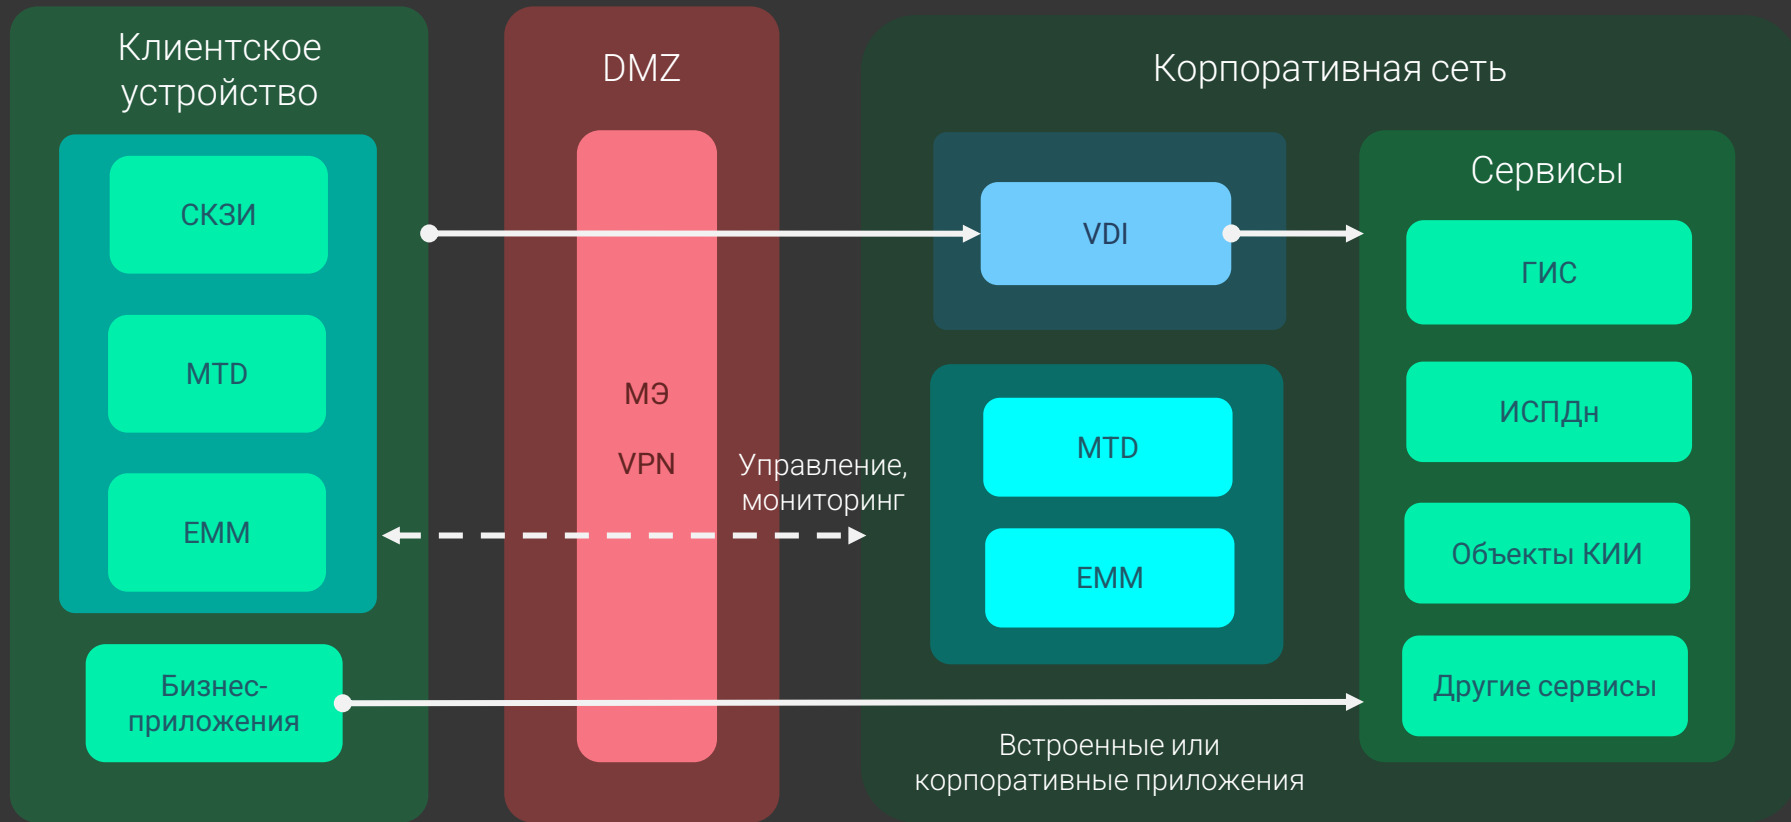 Клиентское
устройство
СКЗИ
MTD
EMM
Бизнес-
приложения
DMZ
МЭ
VPN
Управление,
мониторинг
Корпоративная сеть
VDI
MTD
EMM
Встроенные или
корпоративные приложения
Сервисы
ГИС
ИСПДн
Объекты КИИ
Другие сервисы